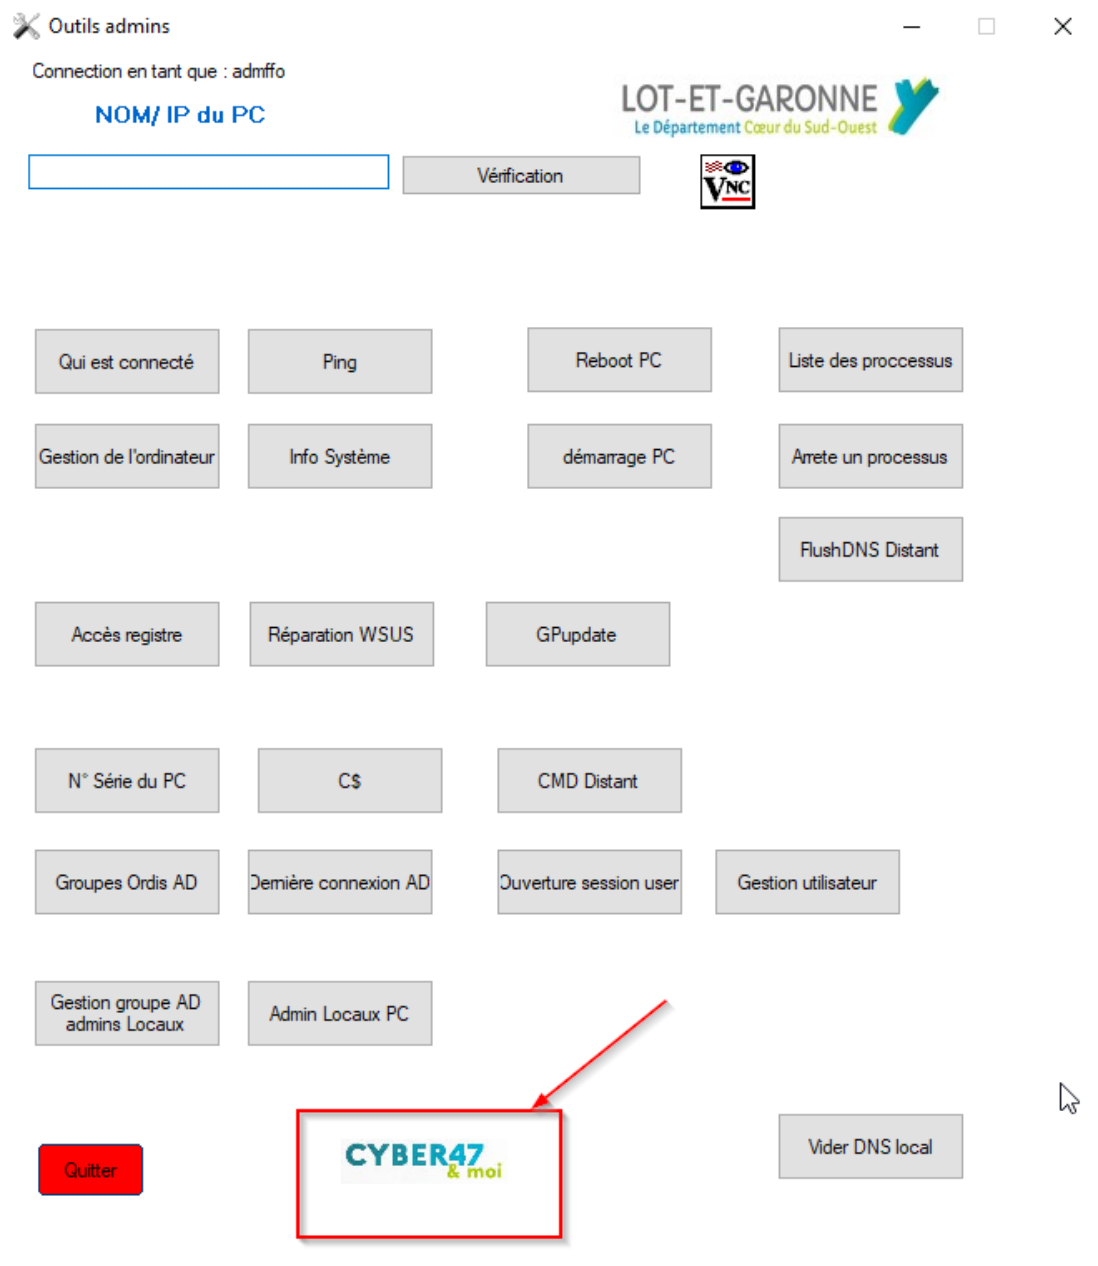 Outils admins
Connection en tant que : admffo
NOM/ IP du PC
LOT-ET-GARONNE
Le Département Cœur du Sud-Ouest
Vérification
VNC
Qui est connecté
Ping
Reboot PC
Liste des proccessus
Gestion de l'ordinateur
Info Système
démarrage PC
Arrete un processus
FlushDNS Distant
Accès registre
Réparation WSUS
GPupdate
N° Série du PC
C$
CMD Distant
Groupes Ordis AD
Dernière connexion AD
Ouverture session user
Gestion utilisateur
Gestion groupe AD
admins Locaux
Admin Locaux PC
CYBER47
& moi
Vider DNS local
Quitter